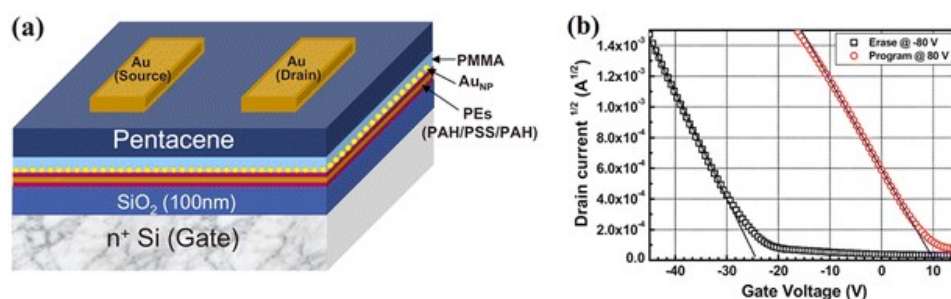 (a)
Au
(Source)
Au
(Drain)
PMMA
Au_NP
PEs
(PAH/PSS/PAH)
Pentacene
SiO₂ (100nm)
n⁺ Si (Gate)
(b)
Drain current ^1/2 (A^1/2)
1.4x10⁻³
1.2x10⁻³
1.0x10⁻³
8.0x10⁻⁴
6.0x10⁻⁴
4.0x10⁻⁴
2.0x10⁻⁴
0.0
Erase @ -80 V
Program @ 80 V
-40 -30 -20 -10 0 10
Gate Voltage (V)